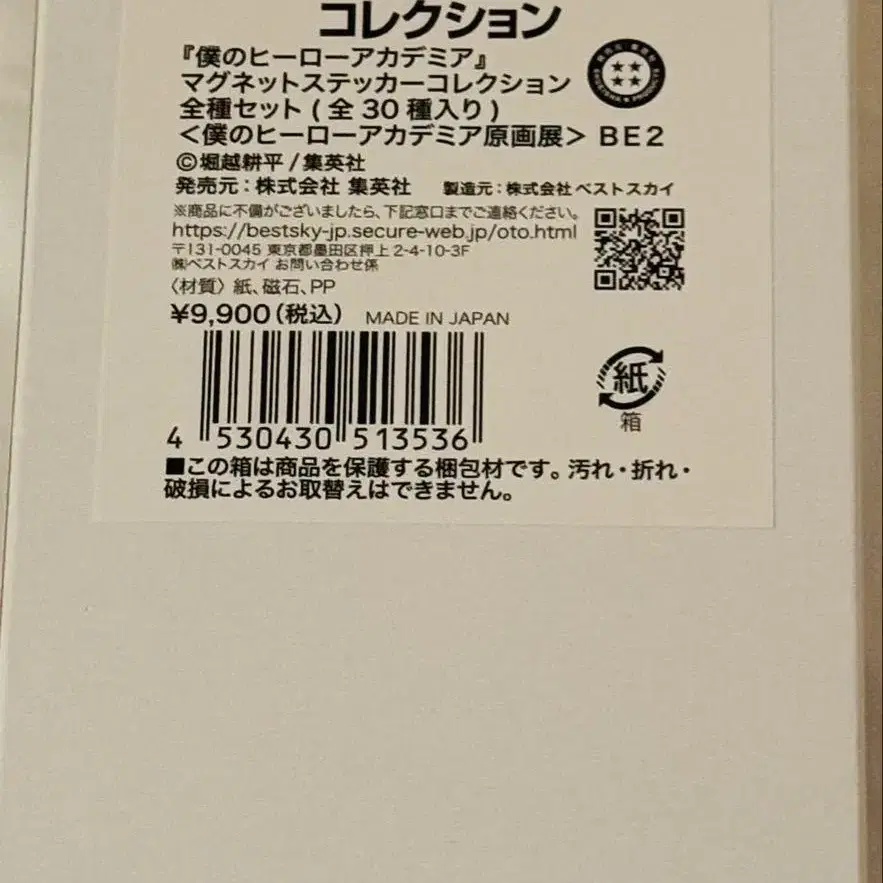 コレクション
『僕のヒーローアカデミア』
マグネットステッカーコレクション
全種セット(全30種入り)
<僕のヒーローアカデミア原画展> BE2
©堀越耕平/集英社
発売元:株式会社 集英社 製造元:株式会社ベストスカイ
※商品に不備がございましたら、下記窓口までご連絡ください。
https://bestsky-jp.secure-web.jp/oto.html
〒131-0045 東京都墨田区押上2-4-10-3F
㈱ベストスカイ お問い合わせ係
〈材質〉紙、磁石、PP
¥9,900(税込) MADE IN JAPAN
紙
箱
4 530430 513536
■この箱は商品を保護する梱包材です。汚れ・折れ・
破損によるお取替えはできません。